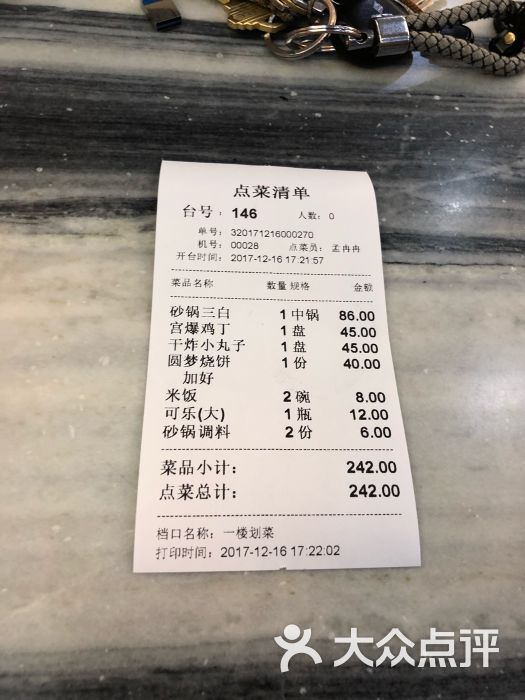 点菜清单
台号：146 人数：0
单号：320171216000270
机号：00028 点菜员：孟冉冉
开台时间：2017-12-16 17:21:57
菜品名称 数量 规格 金额
砂锅三白 1 中锅 86.00
宫爆鸡丁 1 盘 45.00
干炸小丸子 1 盘 45.00
圆梦烧饼 1 份 40.00
加好
米饭 2 碗 8.00
可乐(大) 1 瓶 12.00
砂锅调料 2 份 6.00
菜品小计： 242.00
点菜总计： 242.00
档口名称：一楼划菜
打印时间：2017-12-16 17:22:02
大众点评